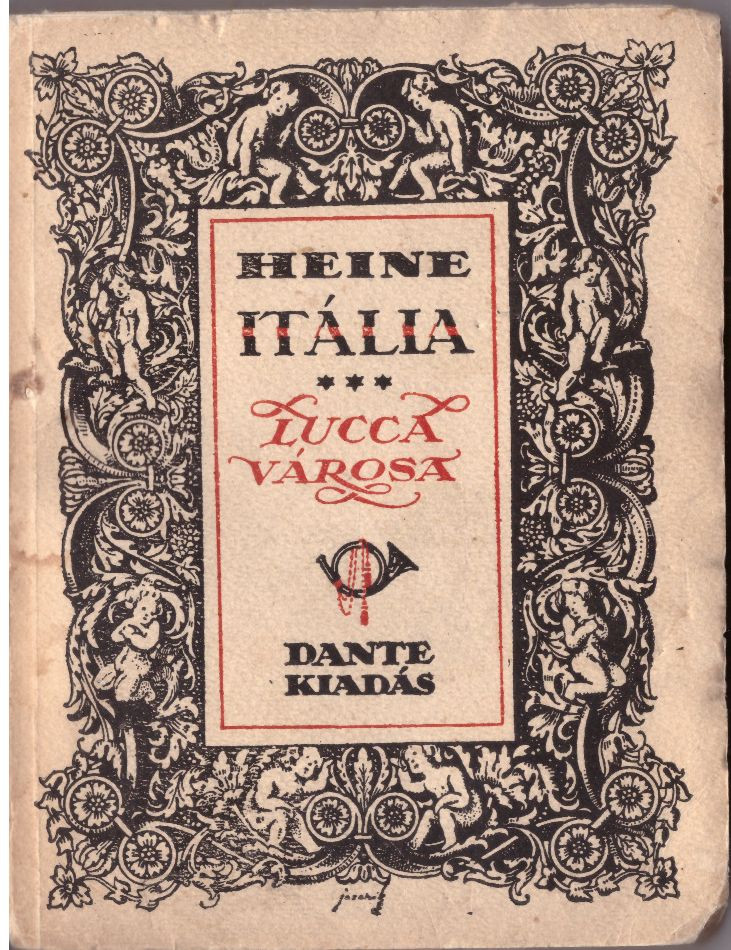 HEINE
ITÁLIA
***
LUCCA
VÁROSA
DANTE
KIADÁS